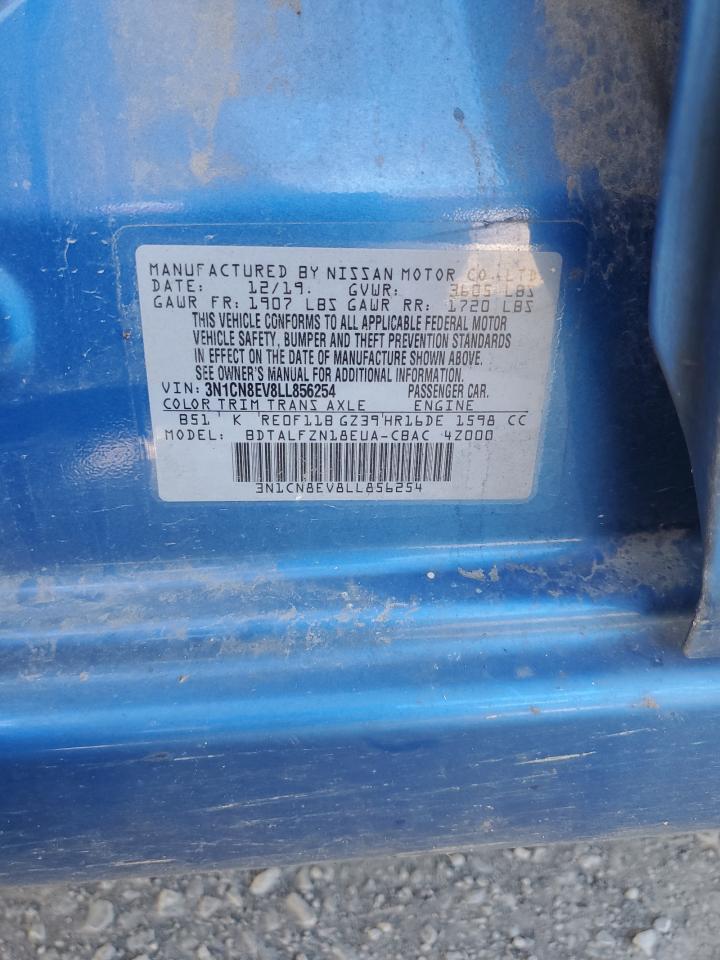 MANUFACTURED BY NISSAN MOTOR CO.,LTD.
DATE: 12/19. GVWR: 3605 LBS
GAWR FR: 1907 LBS GAWR RR: 1720 LBS
THIS VEHICLE CONFORMS TO ALL APPLICABLE FEDERAL MOTOR
VEHICLE SAFETY, BUMPER AND THEFT PREVENTION STANDARDS
IN EFFECT ON THE DATE OF MANUFACTURE SHOWN ABOVE.
SEE OWNER'S MANUAL FOR ADDITIONAL INFORMATION.
VIN: 3N1CN8EV8LL856254 PASSENGER CAR.
COLOR TRIM TRANS AXLE ENGINE
B51 K RE0F11B GZ39 HR16DE 1598 CC
MODEL: BDTALFZN18EUA-CBAC 4Z000
3N1CN8EV8LL856254